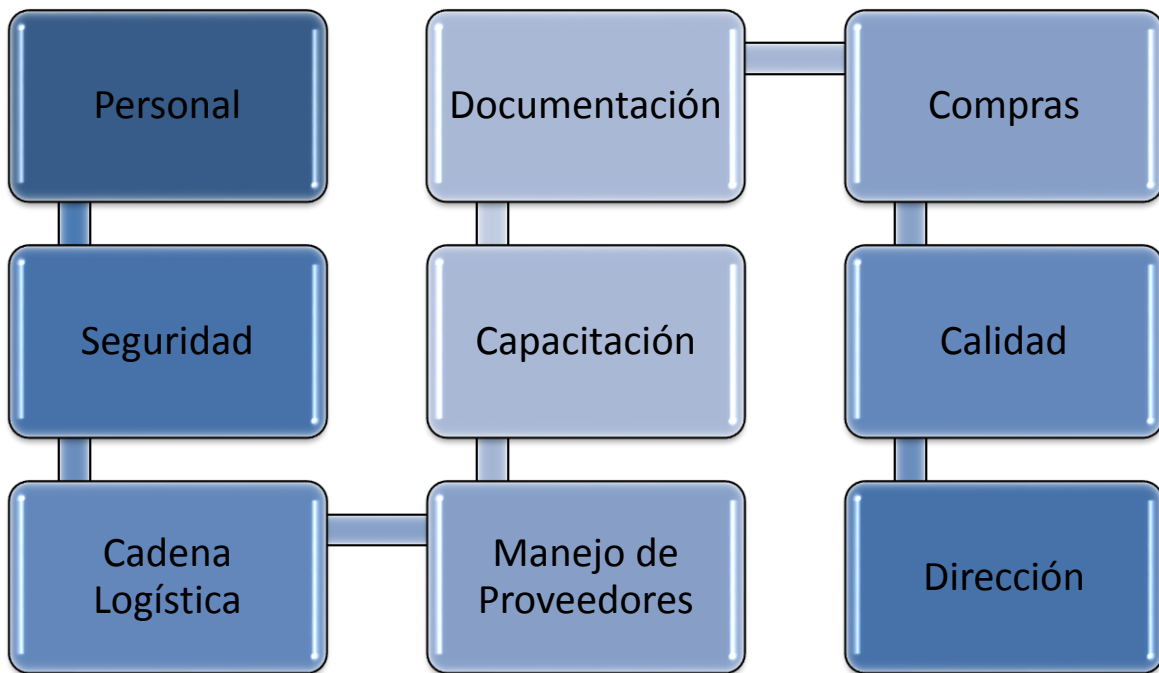 Personal
Seguridad
Cadena
Logística
Manejo de
Proveedores
Capacitación
Documentación
Compras
Calidad
Dirección